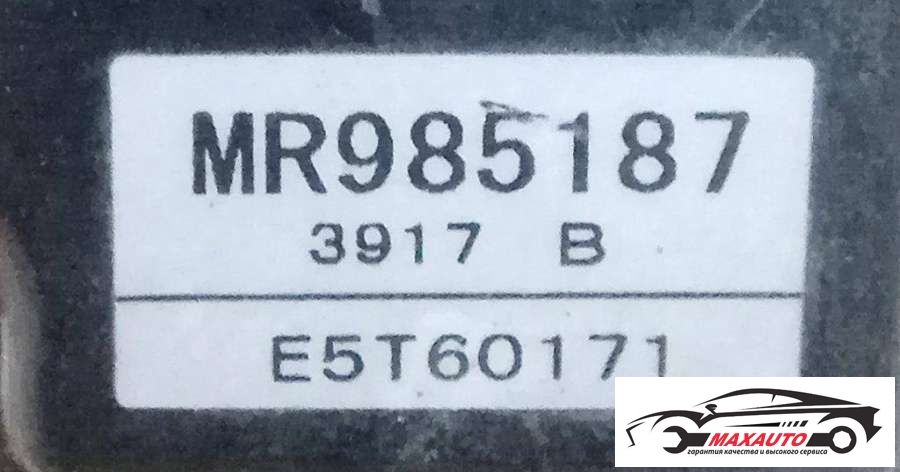 MR985187
3917 B
E5T60171
MAXAUTO
гарантия качества и высокого сервиса